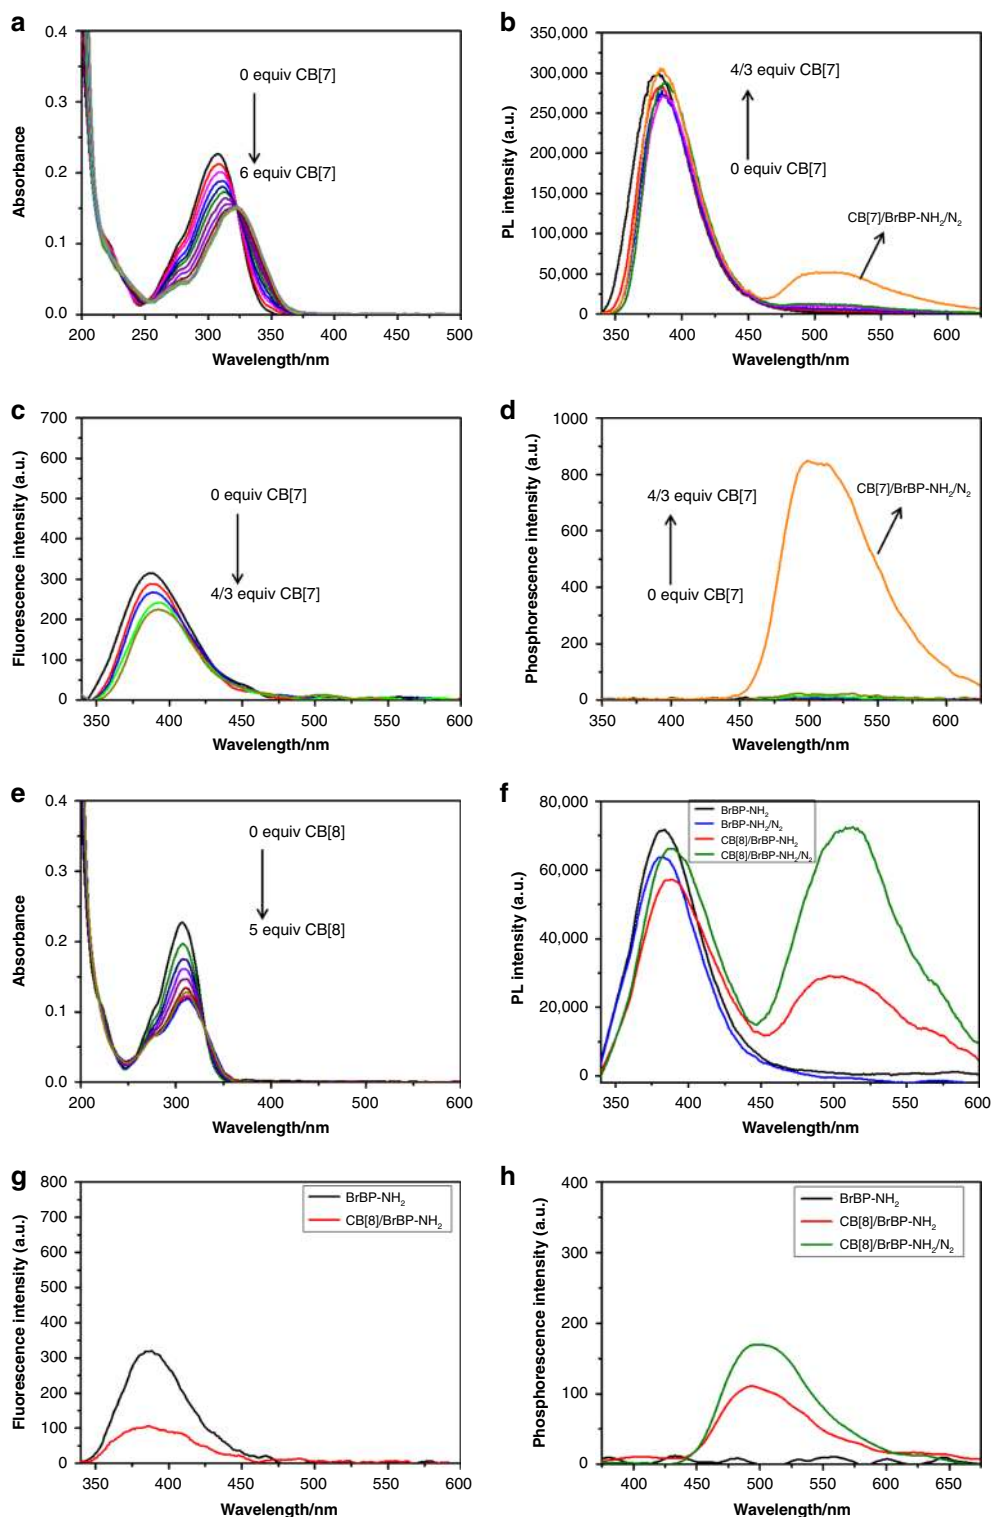 a
0.4
0.3
0.2
0.1
0.0
Absorbance
0 equiv CB[7]
6 equiv CB[7]
200 250 300 350 400 450 500
Wavelength/nm
b
350,000
300,000
250,000
200,000
150,000
100,000
50,000
0
PL intensity (a.u.)
4/3 equiv CB[7]
0 equiv CB[7]
CB[7]/BrBP-NH₂/N₂
350 400 450 500 550 600
Wavelength/nm
c
700
600
500
400
300
200
100
0
Fluorescence intensity (a.u.)
0 equiv CB[7]
4/3 equiv CB[7]
350 400 450 500 550 600
Wavelength/nm
d
1000
800
600
400
200
0
Phosphorescence intensity (a.u.)
4/3 equiv CB[7]
0 equiv CB[7]
CB[7]/BrBP-NH₂/N₂
350 400 450 500 550 600
Wavelength/nm
e
0.4
0.3
0.2
0.1
0.0
Absorbance
0 equiv CB[8]
5 equiv CB[8]
200 300 400 500 600
Wavelength/nm
f
80,000
60,000
40,000
20,000
0
PL intensity (a.u.)
BrBP-NH₂
BrBP-NH₂/N₂
CB[8]/BrBP-NH₂
CB[8]/BrBP-NH₂/N₂
350 400 450 500 550 600
Wavelength/nm
g
800
700
600
500
400
300
200
100
0
Fluorescence intensity (a.u.)
BrBP-NH₂
CB[8]/BrBP-NH₂
350 400 450 500 550 600
Wavelength/nm
h
400
300
200
100
0
Phosphorescence intensity (a.u.)
BrBP-NH₂
CB[8]/BrBP-NH₂
CB[8]/BrBP-NH₂/N₂
400 450 500 550 600 650
Wavelength/nm